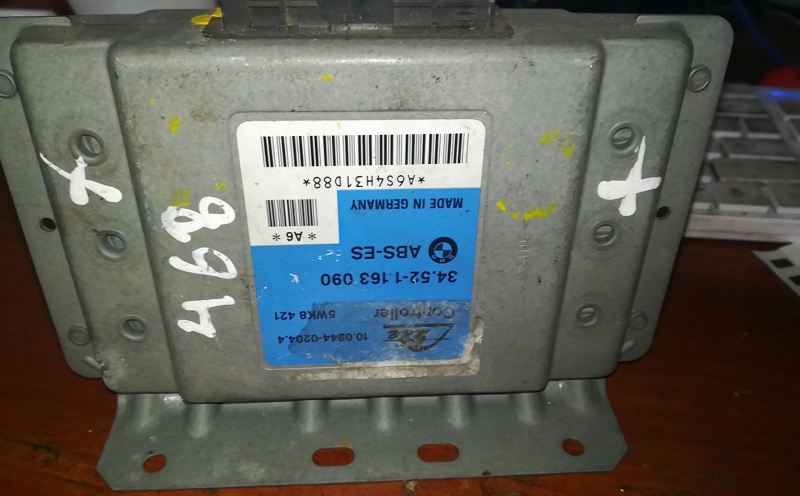 Ate
10.0944-0204.4
Controller
5WK8 421
34.52-1 163 090
ABS-ES
* A6 *
MADE IN GERMANY
*A6S4H31D88*
468